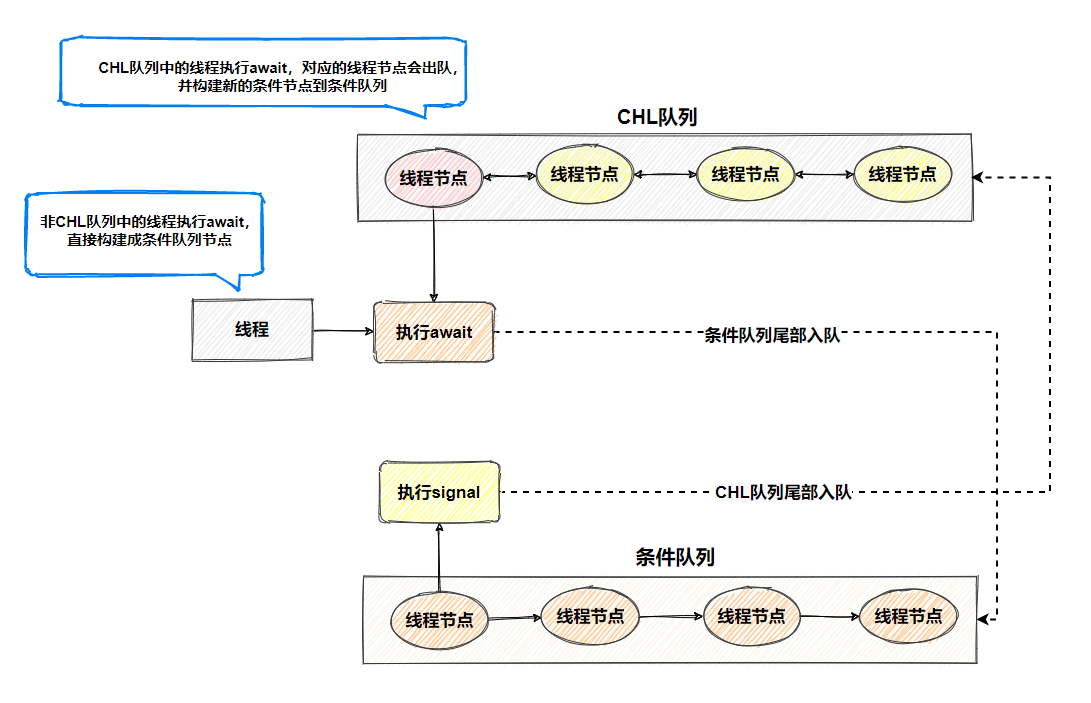 CHL队列中的线程执行await，对应的线程节点会出队，
并构建新的条件节点到条件队列
CHL队列
线程节点
线程节点
线程节点
线程节点
非CHL队列中的线程执行await，
直接构建成条件队列节点
线程
执行await
条件队列尾部入队
执行signal
CHL队列尾部入队
条件队列
线程节点
线程节点
线程节点
线程节点